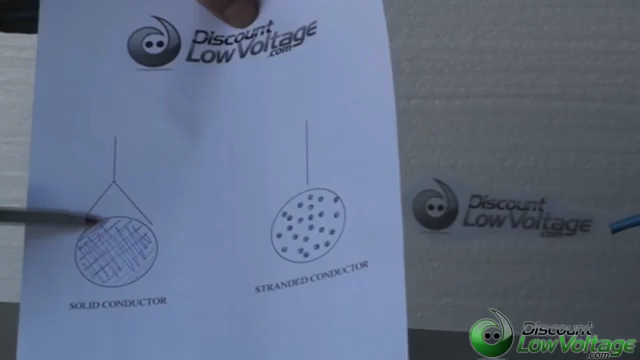 Discount
LowVoltage
.com
SOLID CONDUCTOR
STRANDED CONDUCTOR
Discount
LowVoltage
.com
Discount
LowVoltage
.com